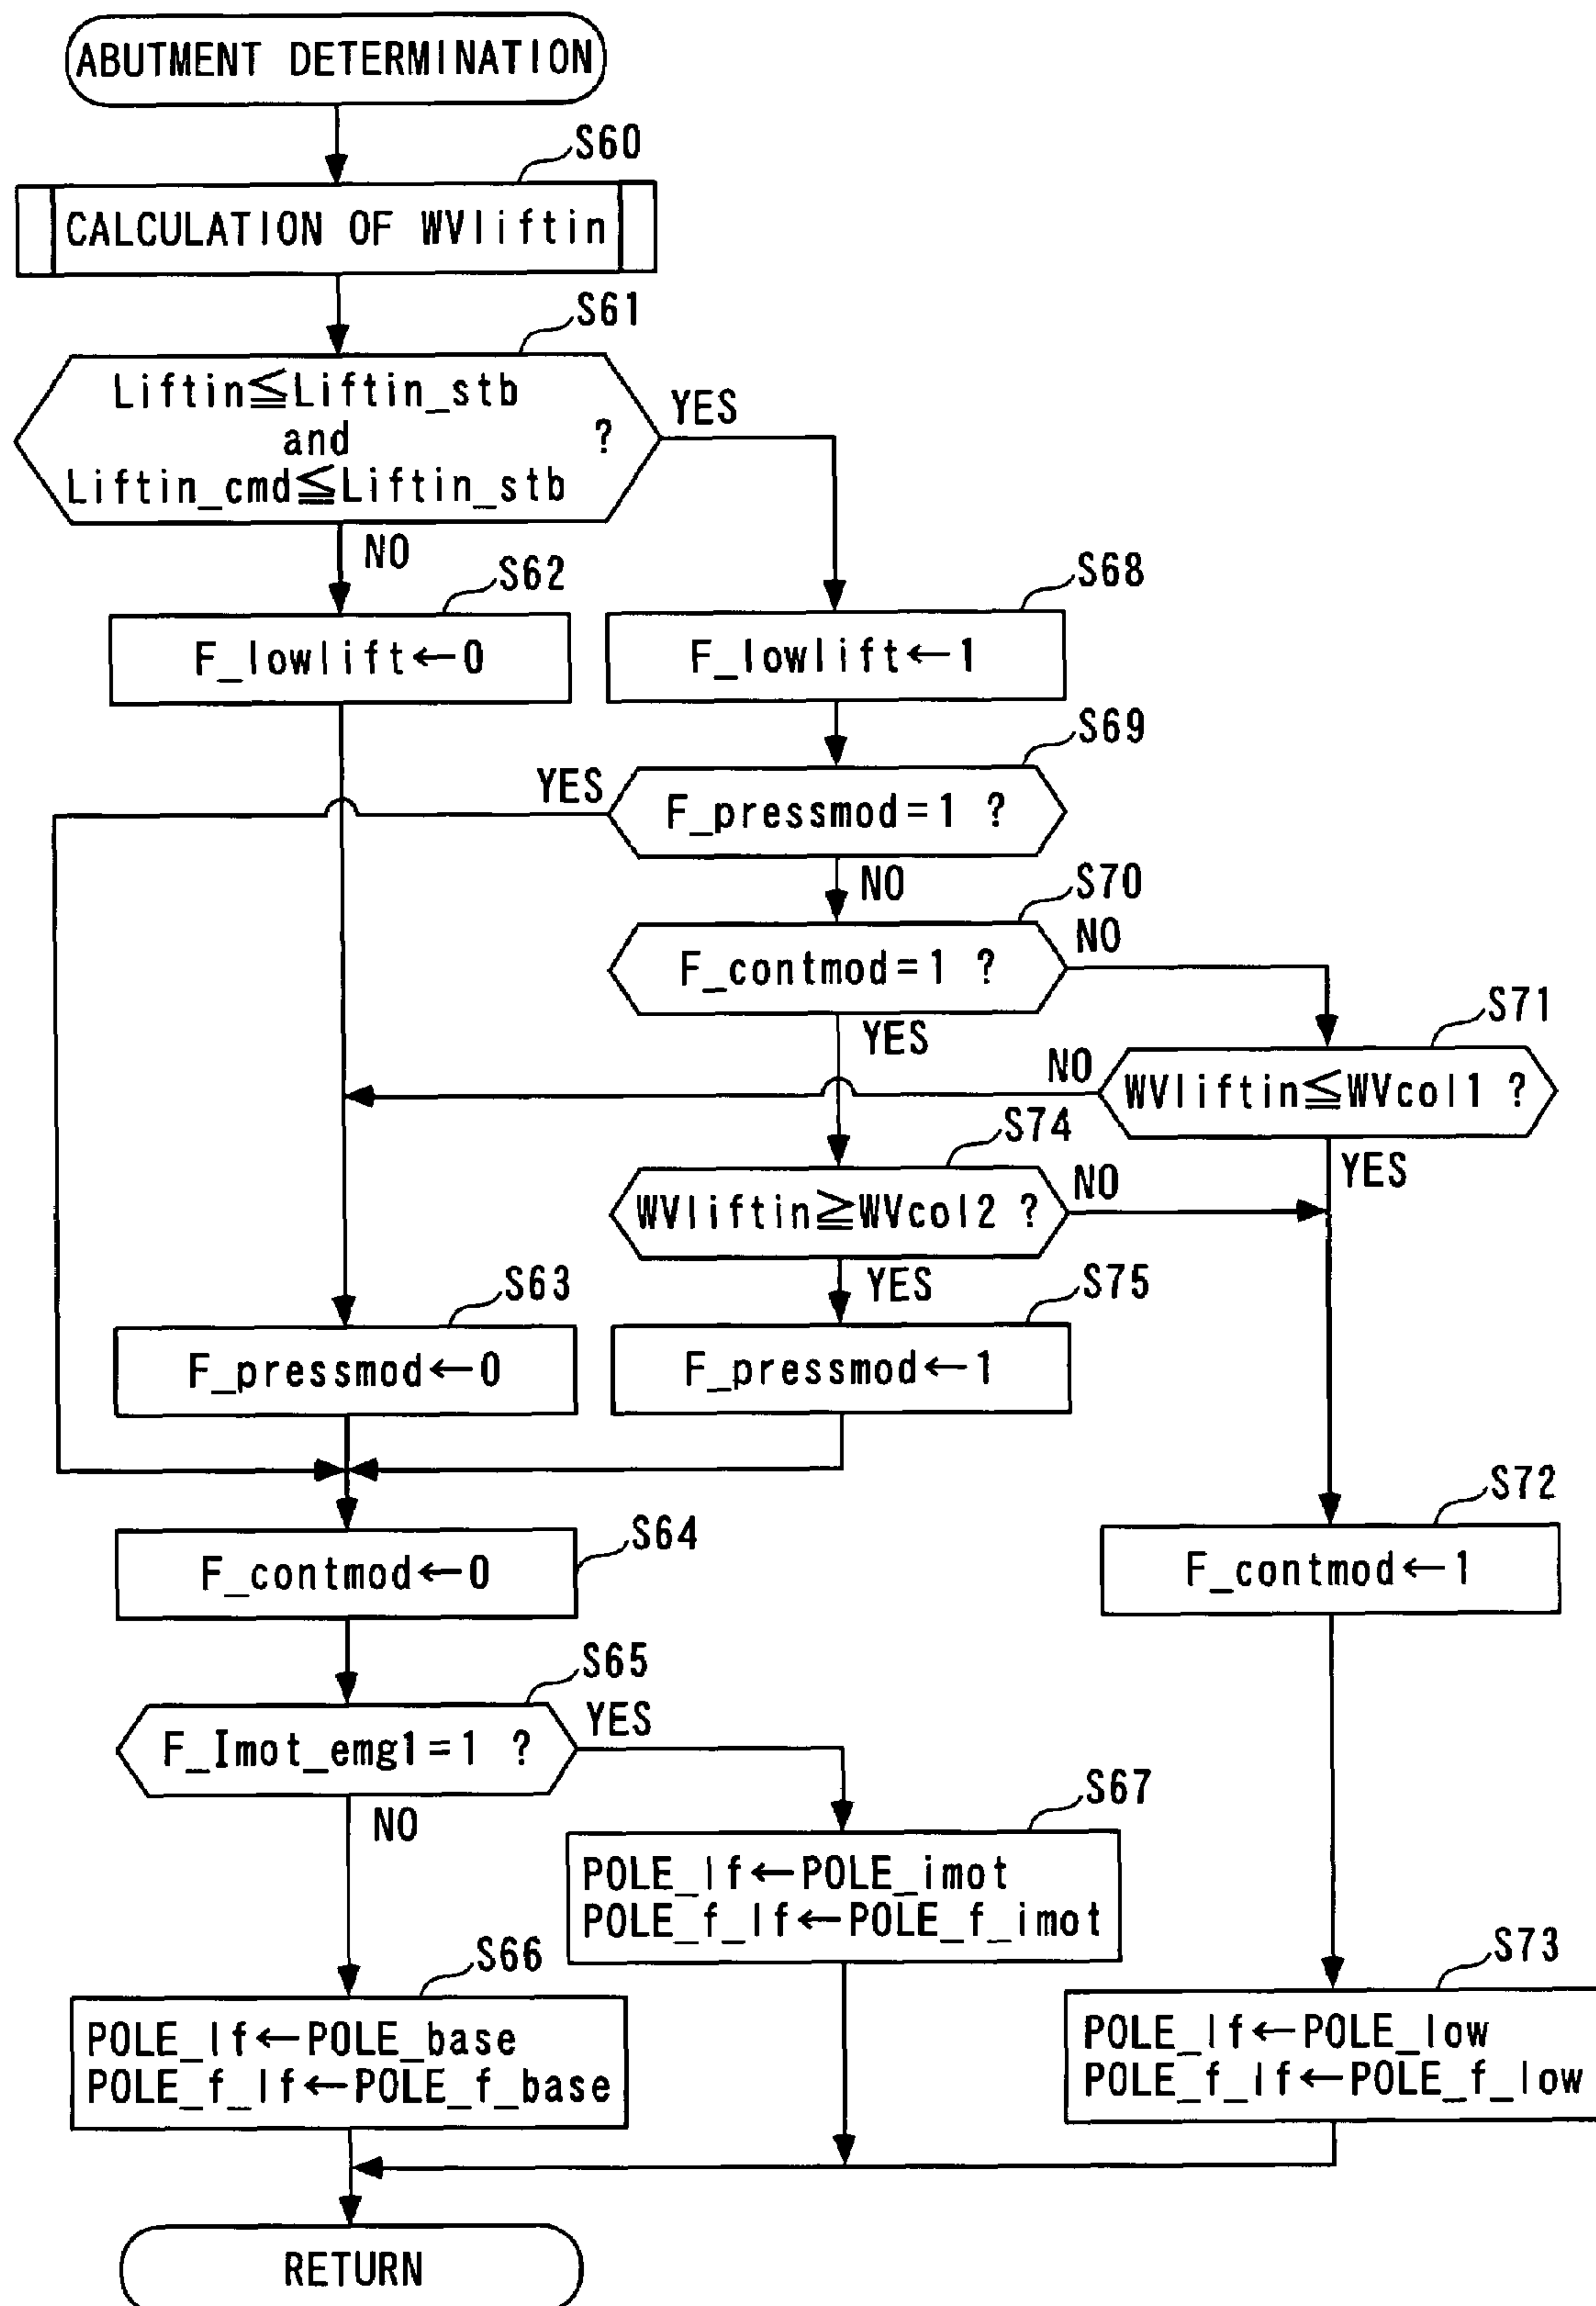 ABUTMENT DETERMINATION
S60
CALCULATION OF WVliftin
S61
Liftin≦Liftin_stb
and ?
Liftin_cmd≦Liftin_stb
YES
NO
S62
F_lowlift←0
S68
F_lowlift←1
S69
YES
F_pressmod=1 ?
NO
S70
F_contmod=1 ?
NO
YES
S71
NO
WVliftin≦WVcol1 ?
YES
S74
WVliftin≧WVcol2 ?
NO
YES
S63
F_pressmod←0
S75
F_pressmod←1
S64
F_contmod←0
S72
F_contmod←1
S65
F_Imot_emg1=1 ?
YES
NO
S67
POLE_lf←POLE_imot
POLE_f_lf←POLE_f_imot
S66
POLE_lf←POLE_base
POLE_f_lf←POLE_f_base
S73
POLE_lf←POLE_low
POLE_f_lf←POLE_f_low
RETURN